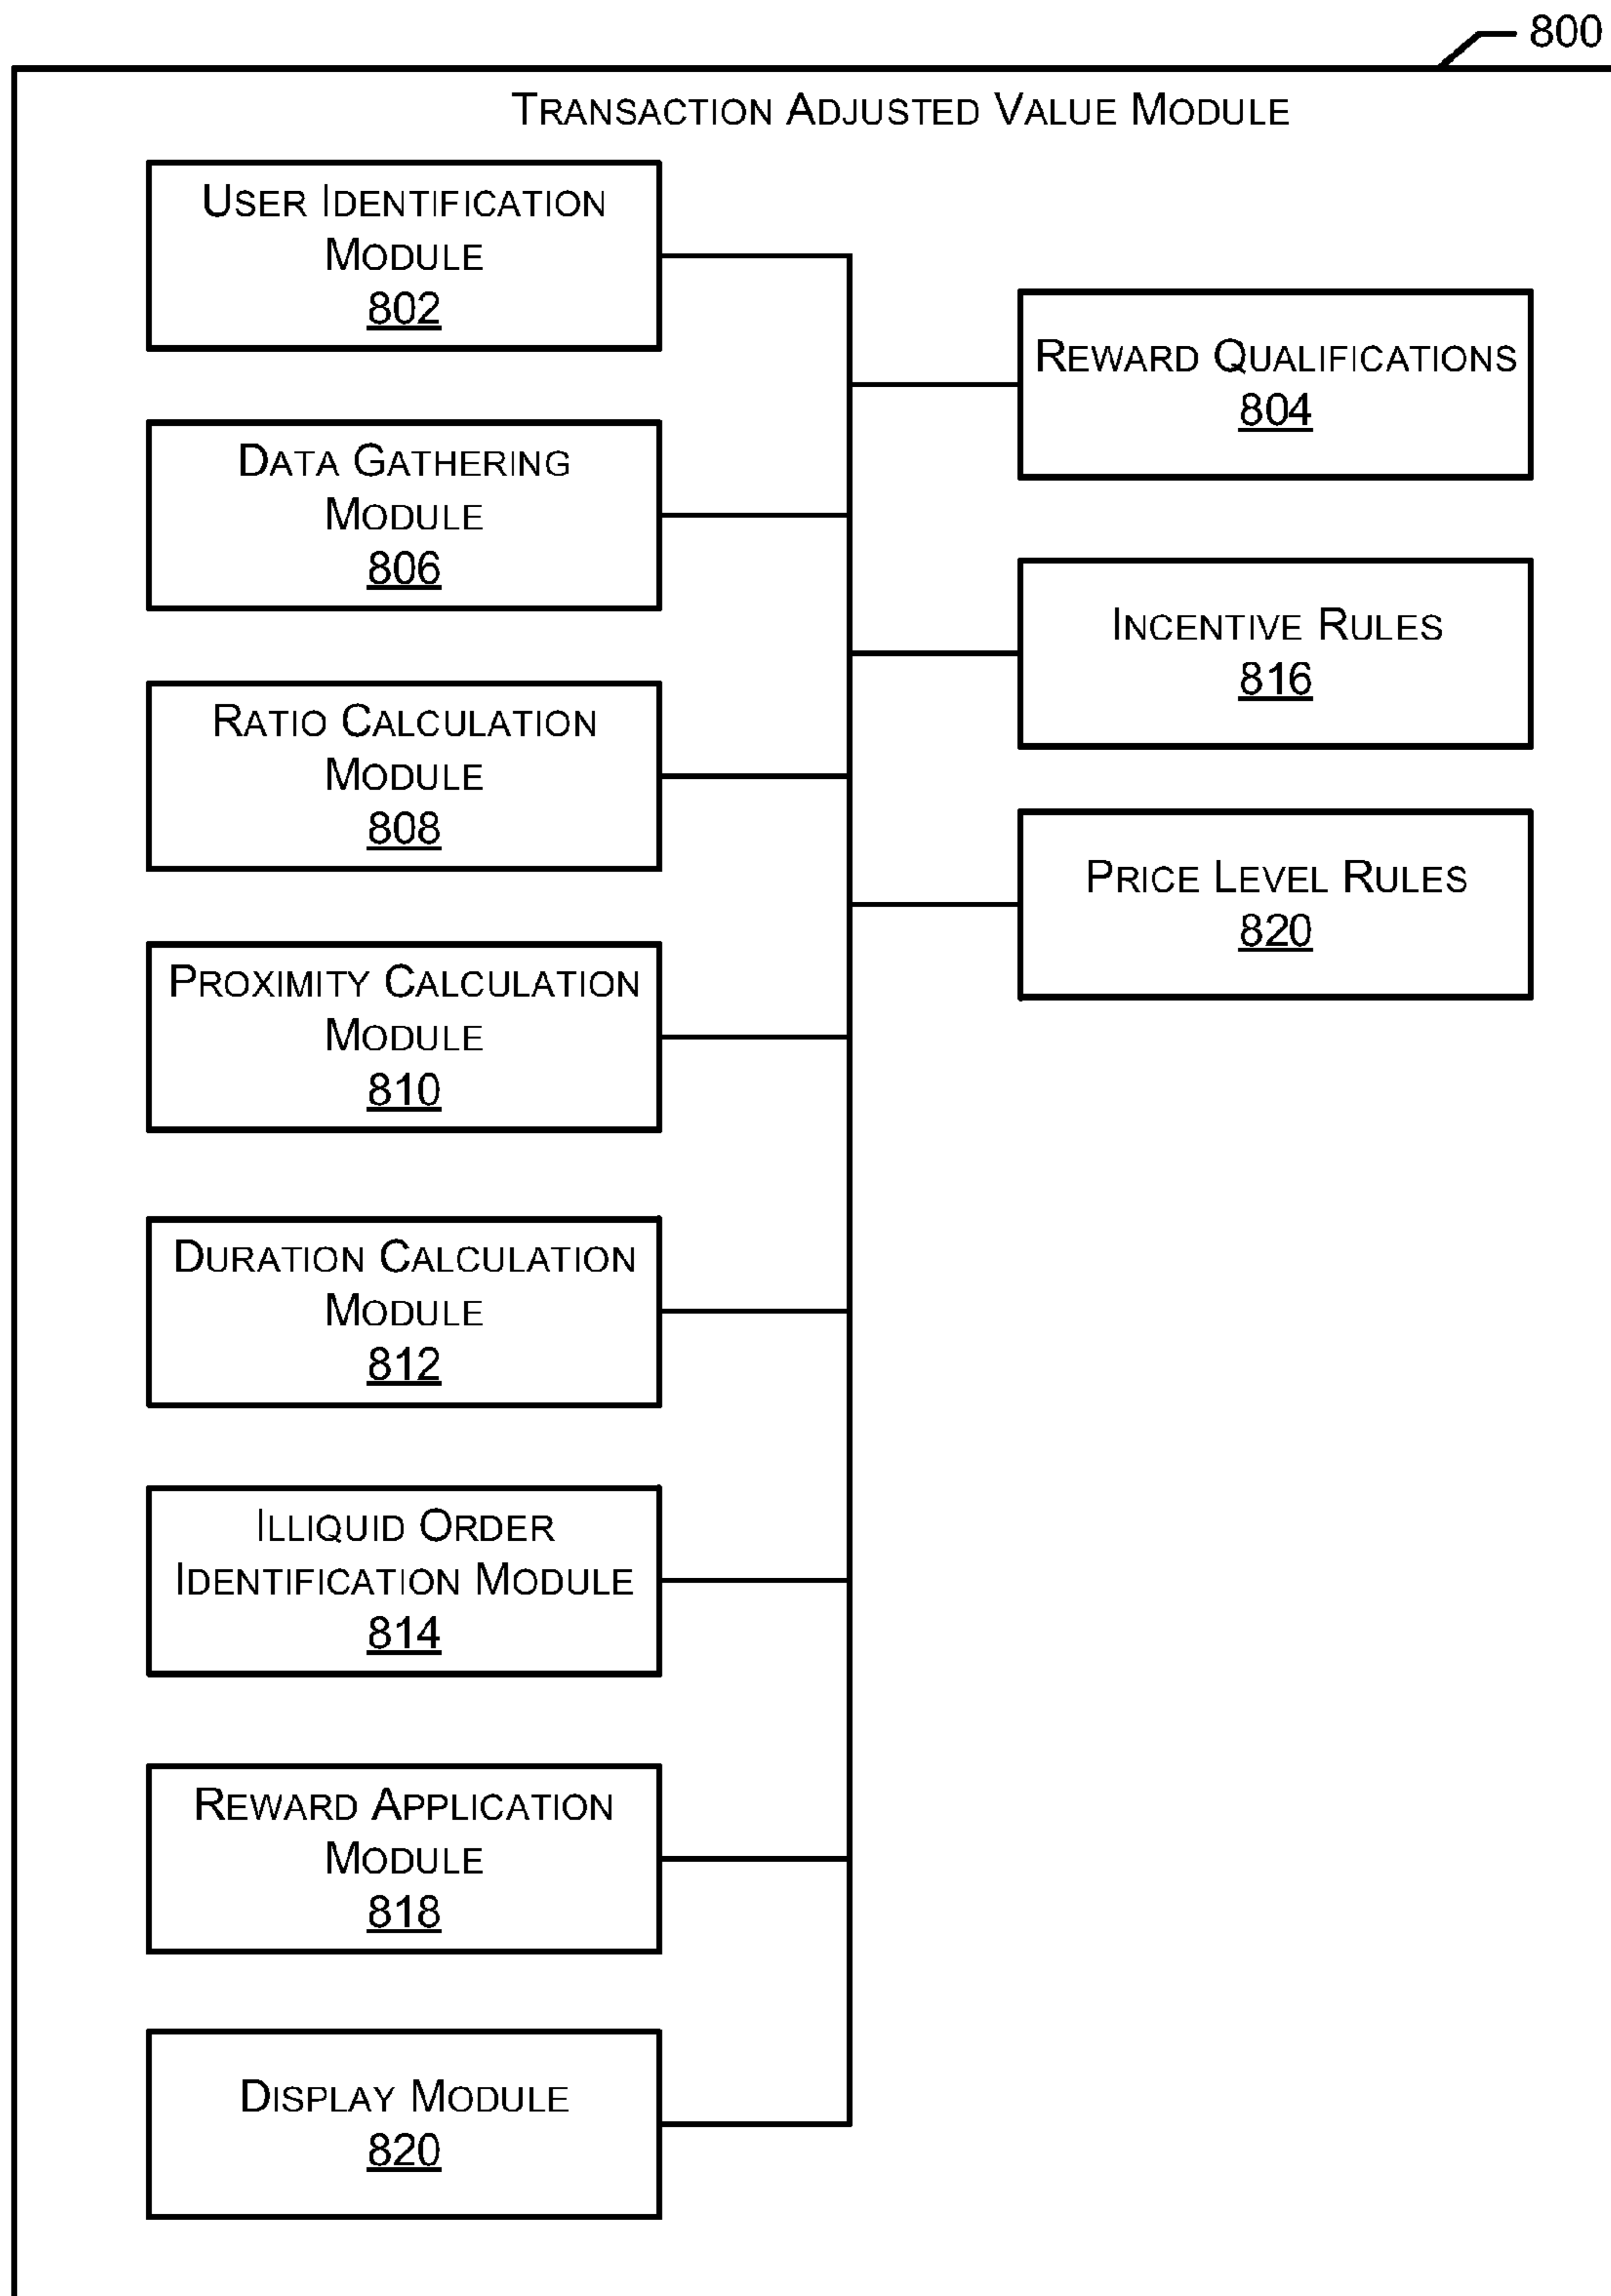 800
TRANSACTION ADJUSTED VALUE MODULE
USER IDENTIFICATION
MODULE
802
DATA GATHERING
MODULE
806
RATIO CALCULATION
MODULE
808
PROXIMITY CALCULATION
MODULE
810
DURATION CALCULATION
MODULE
812
ILLIQUID ORDER
IDENTIFICATION MODULE
814
REWARD APPLICATION
MODULE
818
DISPLAY MODULE
820
REWARD QUALIFICATIONS
804
INCENTIVE RULES
816
PRICE LEVEL RULES
820